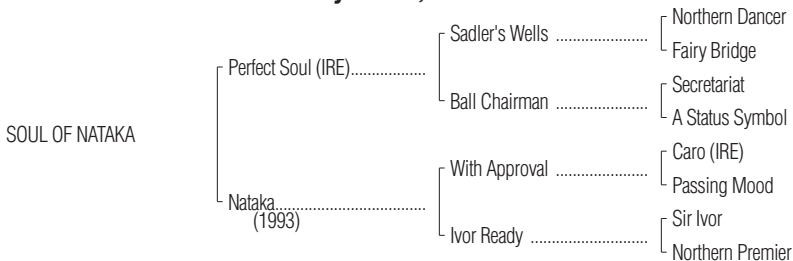 Northern Dancer
Sadler's Wells ....................
Fairy Bridge
Perfect Soul (IRE)..................
Secretariat
Ball Chairman ....................
A Status Symbol
SOUL OF NATAKA
Caro (IRE)
With Approval ....................
Passing Mood
Nataka....................................
(1993)
Sir Ivor
Ivor Ready .........................
Northern Premier